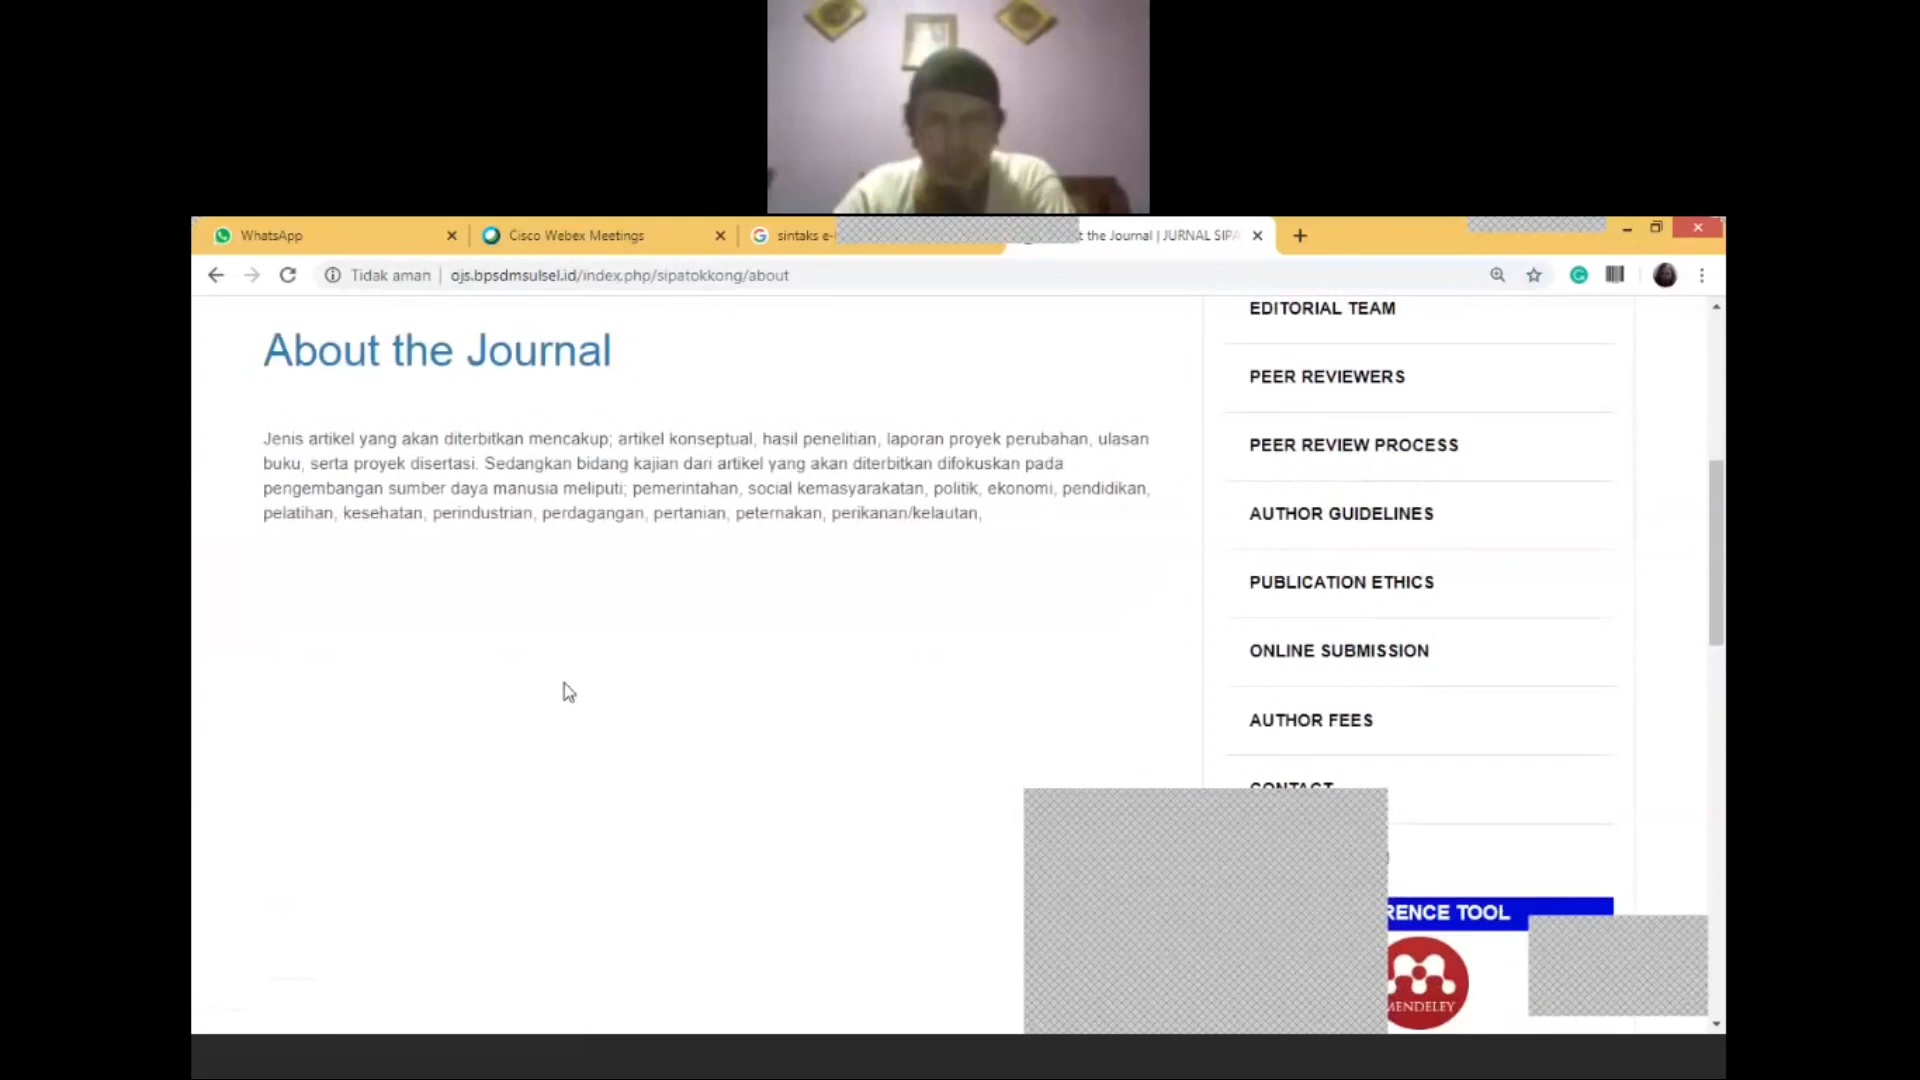 WhatsApp
Cisco Webex Meetings
sintaks e-
t the Journal | JURNAL SIPA
Tidak aman
ojs.bpsdmsulsel.id/index.php/sipatokkong/about
About the Journal
Jenis artikel yang akan diterbitkan mencakup; artikel konseptual, hasil penelitian, laporan proyek perubahan, ulasan
buku, serta proyek disertasi. Sedangkan bidang kajian dari artikel yang akan diterbitkan difokuskan pada
pengembangan sumber daya manusia meliputi; pemerintahan, social kemasyarakatan, politik, ekonomi, pendidikan,
pelatihan, kesehatan, perindustrian, perdagangan, pertanian, peternakan, perikanan/kelautan,
EDITORIAL TEAM
PEER REVIEWERS
PEER REVIEW PROCESS
AUTHOR GUIDELINES
PUBLICATION ETHICS
ONLINE SUBMISSION
AUTHOR FEES
CONTACT
RENCE TOOL
MENDELEY